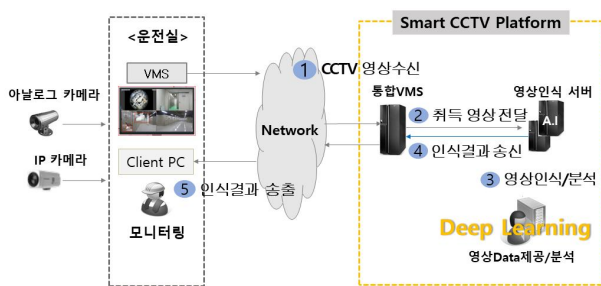 Smart CCTV Platform
<운전실>
VMS
1 CCTV 영상수신
아날로그 카메라
통합VMS
영상인식 서버
2 취득 영상 전달
A.I
Network
4 인식결과 송신
IP 카메라
Client PC
5 인식결과 송출
3 영상인식/분석
모니터링
Deep Learning
영상Data제공/분석